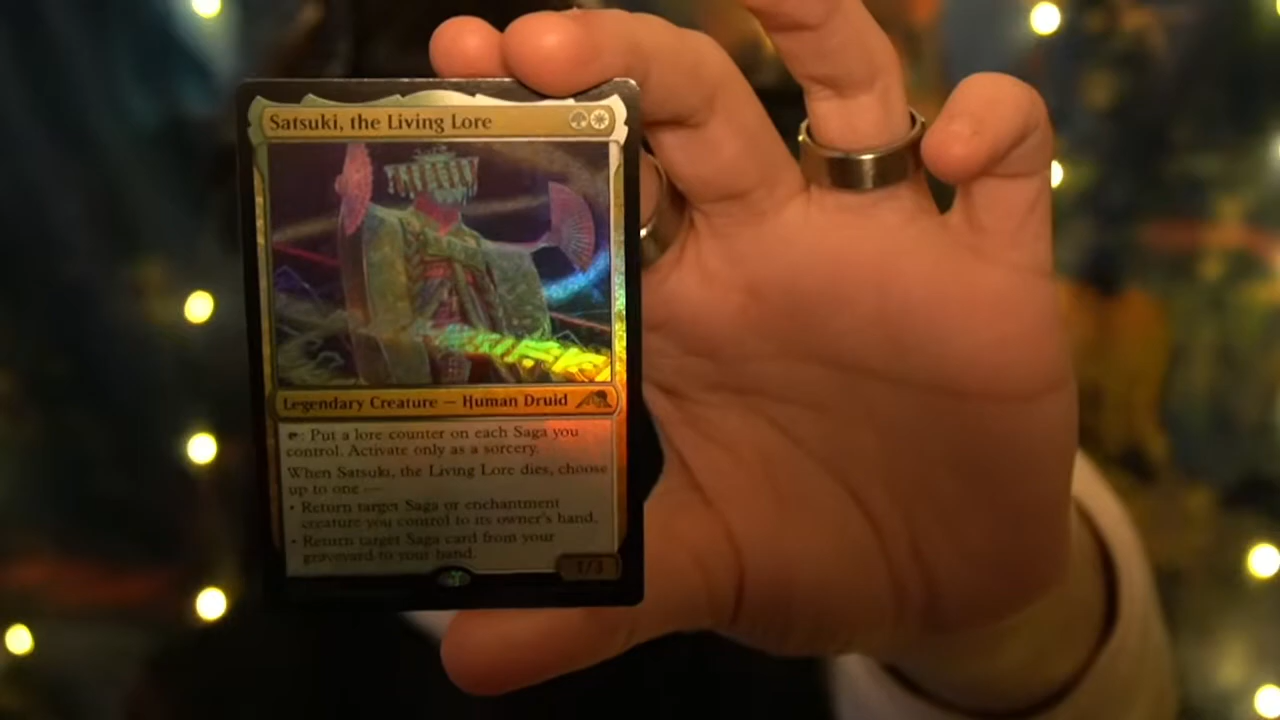 Satsuki, the Living Lore
Legendary Creature — Human Druid
: Put a lore counter on each Saga you
control. Activate only as a sorcery.
When Satsuki, the Living Lore dies, choose
up to one —
• Return target Saga or enchantment
creature you control to its owner's hand.
• Return target Saga card from your
graveyard to your hand.
1/3